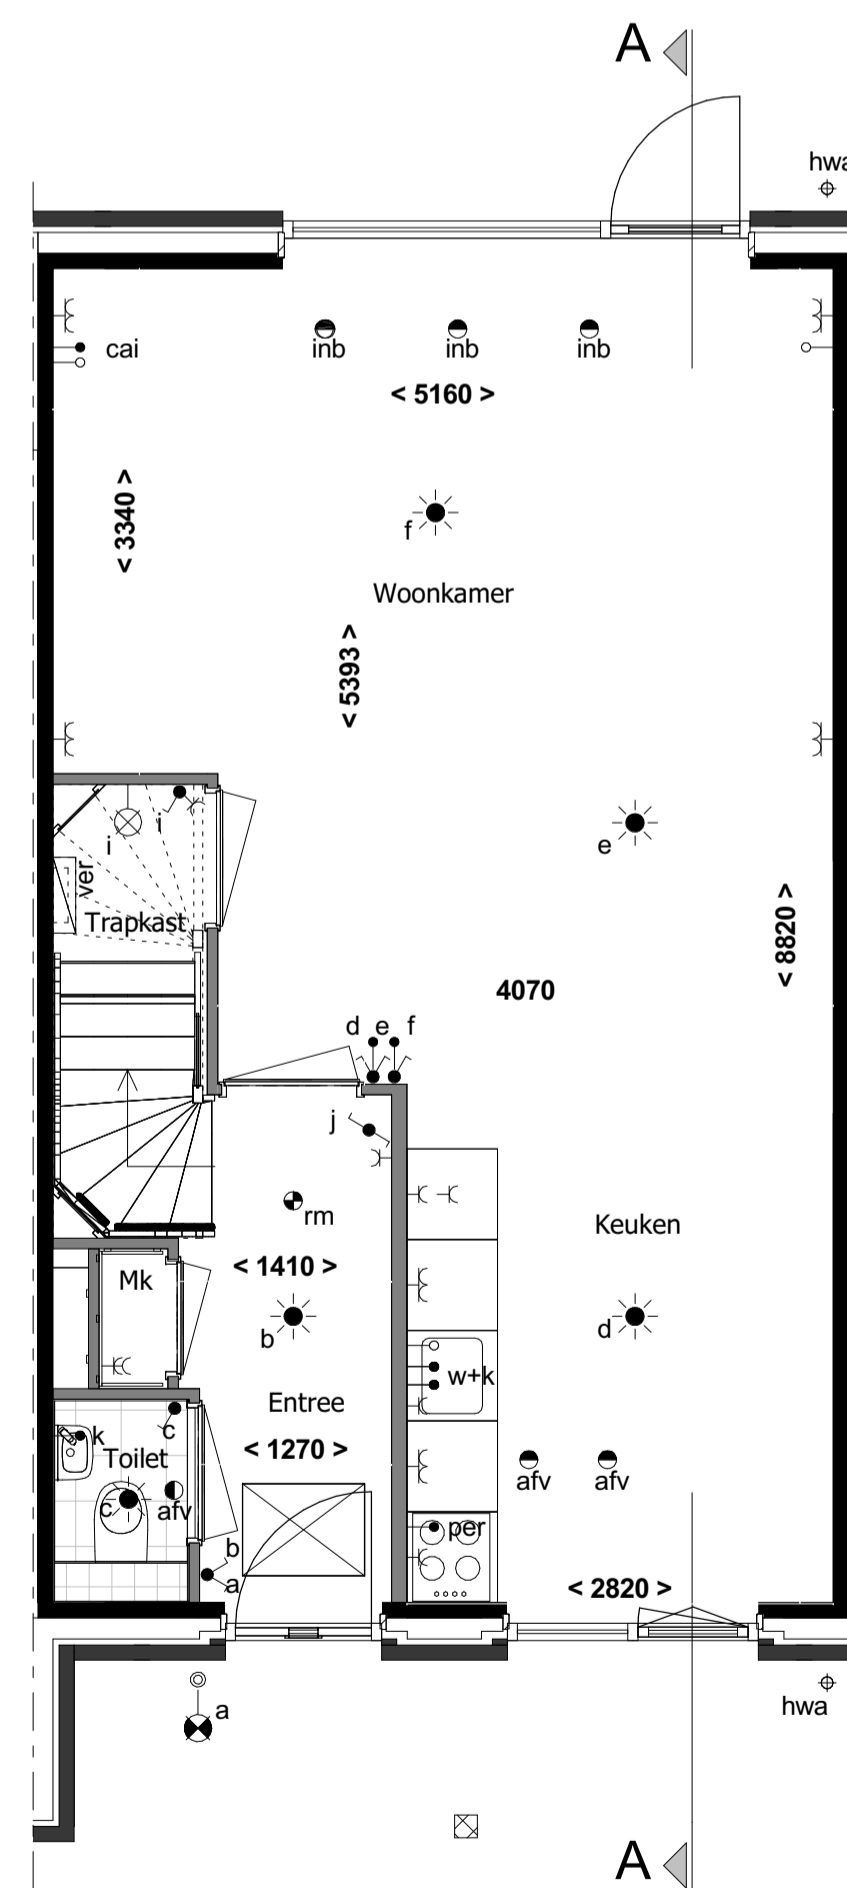 A
hwa
cai
inb inb inb
< 5160 >
< 3340 >
f
Woonkamer
< 5393 >
i
i
e
ver
Trapkast
< 8820 >
4070
d e f
j
rm
Keuken
< 1410 >
Mk
b
d
w+k
Entree
c
k
Toilet
< 1270 >
c
afv
afv afv
per
b
a
< 2820 >
a
hwa
A